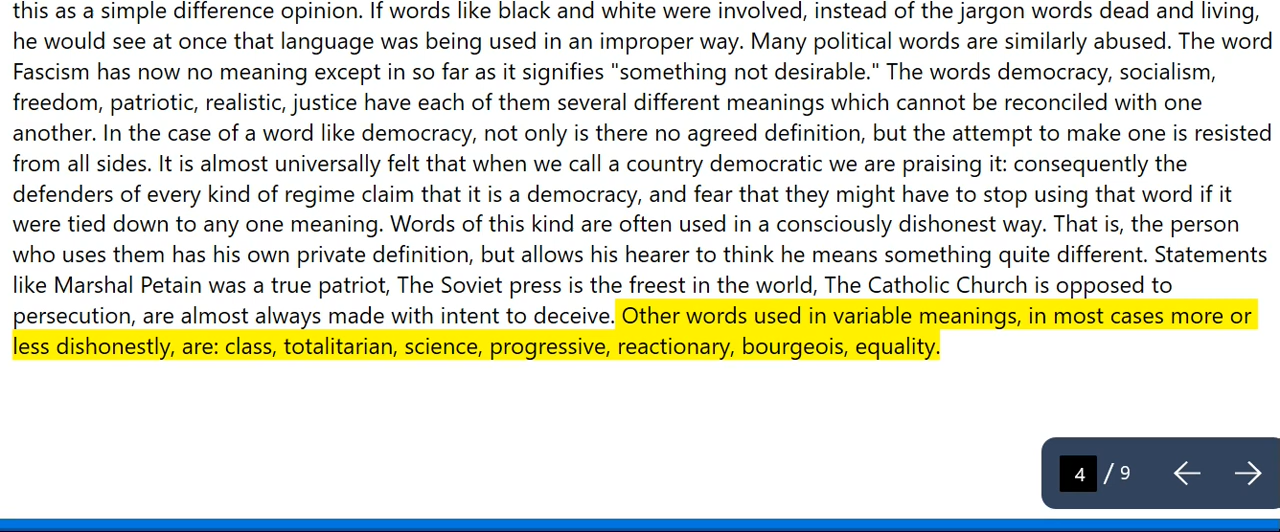 this as a simple difference opinion. If words like black and white were involved, instead of the jargon words dead and living,
he would see at once that language was being used in an improper way. Many political words are similarly abused. The word
Fascism has now no meaning except in so far as it signifies "something not desirable." The words democracy, socialism,
freedom, patriotic, realistic, justice have each of them several different meanings which cannot be reconciled with one
another. In the case of a word like democracy, not only is there no agreed definition, but the attempt to make one is resisted
from all sides. It is almost universally felt that when we call a country democratic we are praising it: consequently the
defenders of every kind of regime claim that it is a democracy, and fear that they might have to stop using that word if it
were tied down to any one meaning. Words of this kind are often used in a consciously dishonest way. That is, the person
who uses them has his own private definition, but allows his hearer to think he means something quite different. Statements
like Marshal Petain was a true patriot, The Soviet press is the freest in the world, The Catholic Church is opposed to
persecution, are almost always made with intent to deceive. Other words used in variable meanings, in most cases more or
less dishonestly, are: class, totalitarian, science, progressive, reactionary, bourgeois, equality.
4 / 9